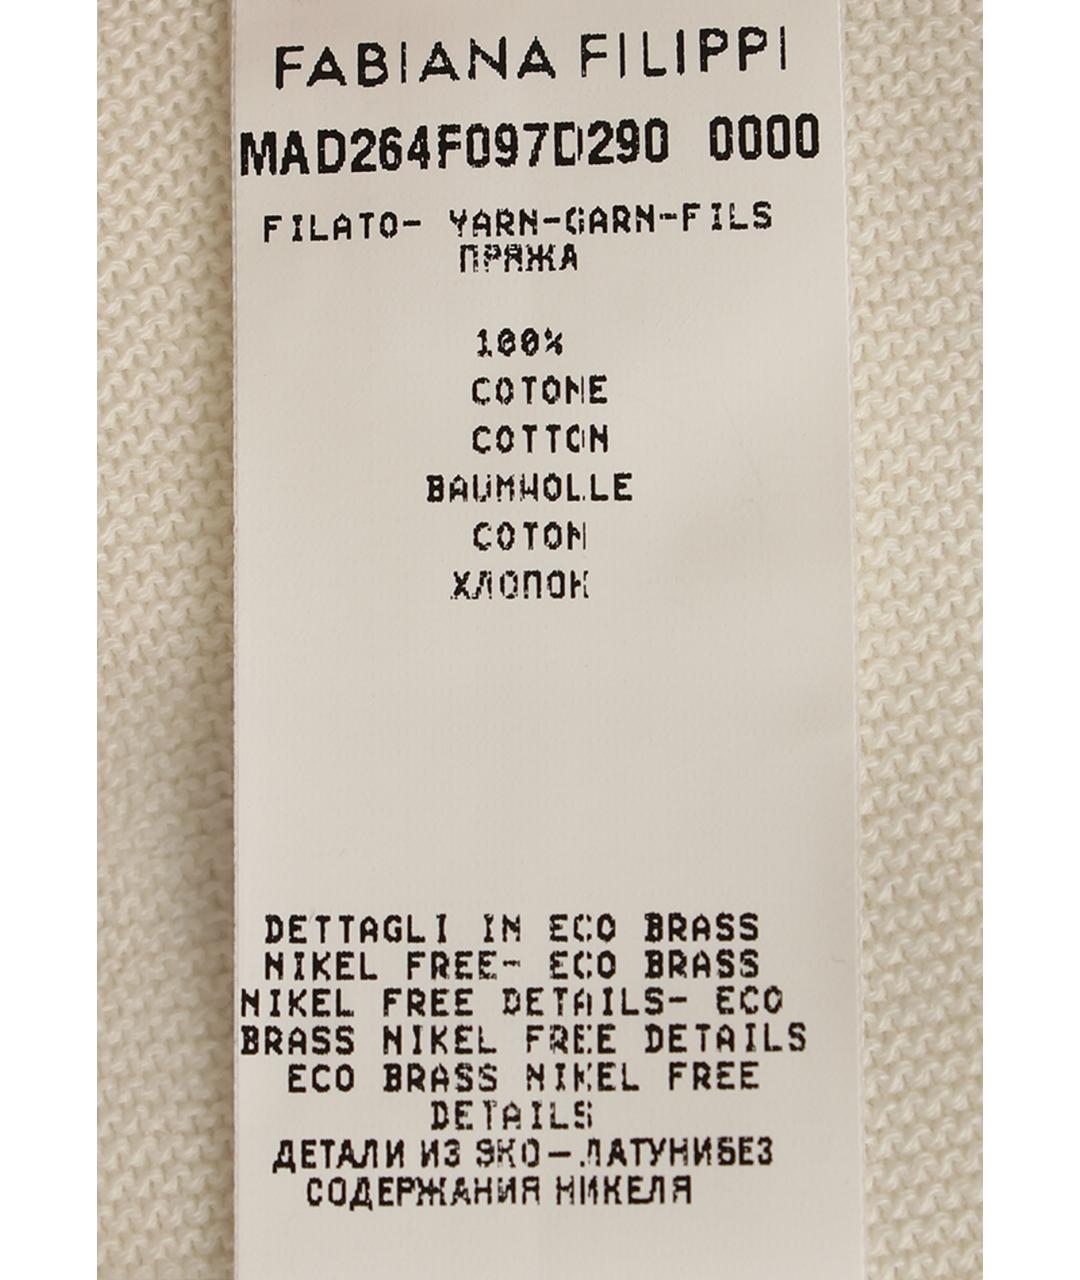 FABIANA FILIPPI
MAD264F097D290 0000
FILATO- YARN-GARN-FILS
ПРЯЖА
100%
COTONE
COTTON
BAUMWOLLE
COTON
ХЛОПОК
DETTAGLI IN ECO BRASS
NIKEL FREE- ECO BRASS
NIKEL FREE DETAILS- ECO
BRASS NIKEL FREE DETAILS
ECO BRASS NIKEL FREE
DETAILS
ДЕТАЛИ ИЗ ЭКО-ЛАТУНИБЕЗ
СОДЕРЖАНИЯ НИКЕЛЯ